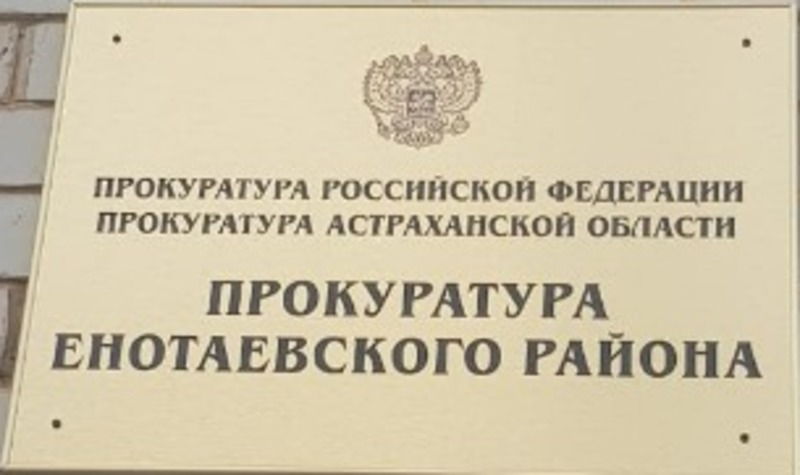 ПРОКУРАТУРА РОССИЙСКОЙ ФЕДЕРАЦИИ
ПРОКУРАТУРА АСТРАХАНСКОЙ ОБЛАСТИ
ПРОКУРАТУРА
ЕНОТАЕВСКОГО РАЙОНА